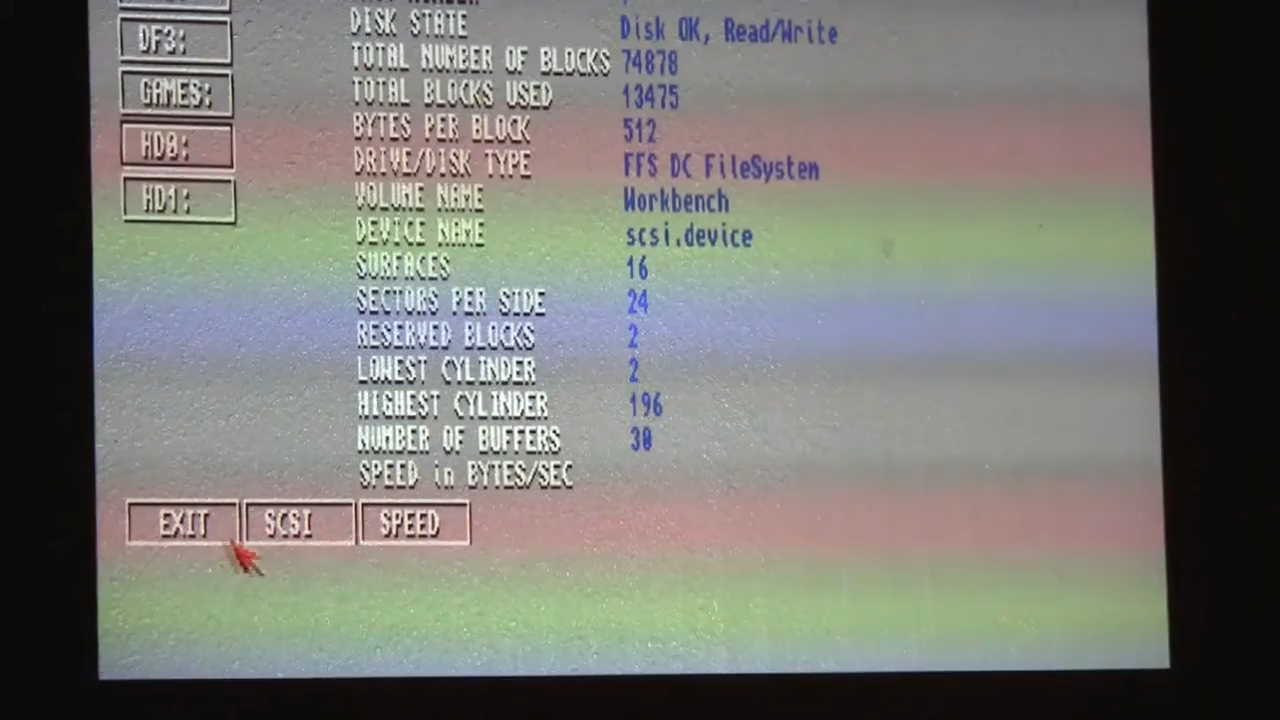 DISK STATE Disk OK, Read/Write
DF3:
TOTAL NUMBER OF BLOCKS 74878
GAMES: TOTAL BLOCKS USED 13475
BYTES PER BLOCK 512
HD0:
DRIVE/DISK TYPE FFS DC FileSystem
HD1: VOLUME NAME Workbench
DEVICE NAME scsi.device
SURFACES 16
SECTORS PER SIDE 24
RESERVED BLOCKS 2
LOWEST CYLINDER 2
HIGHEST CYLINDER 196
NUMBER OF BUFFERS 30
SPEED in BYTES/SEC
EXIT SCSI SPEED